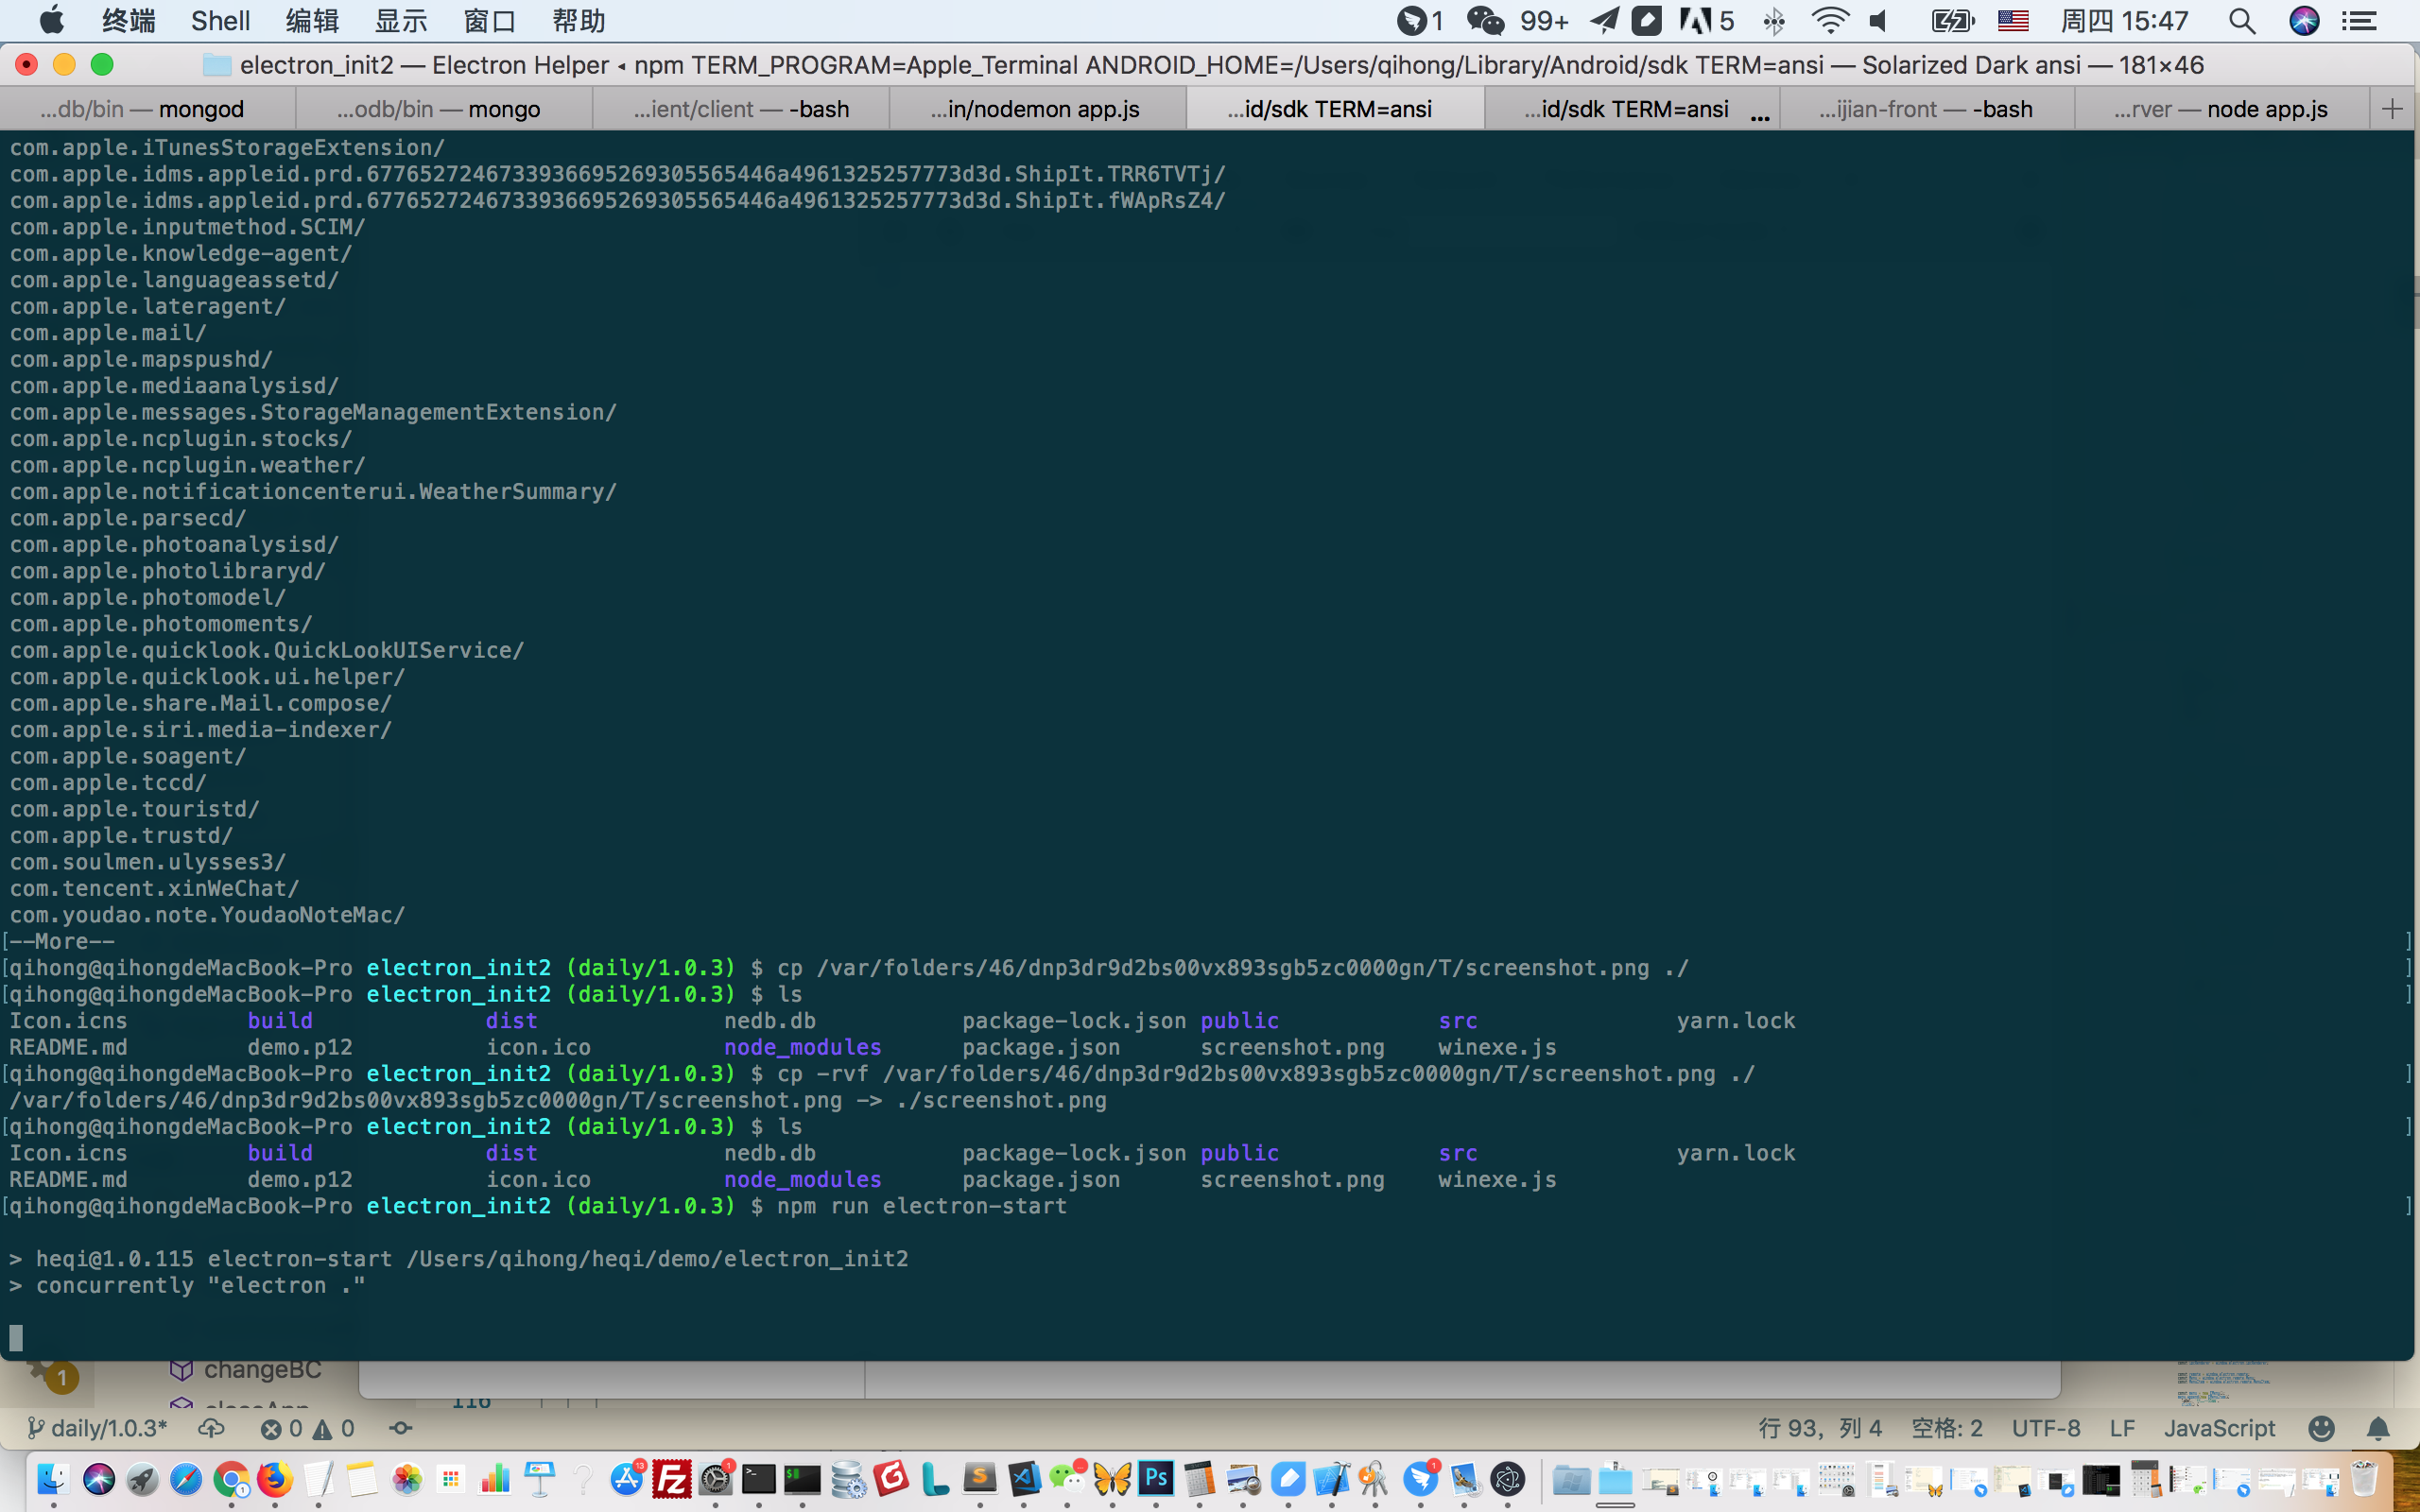 终端 Shell 编辑 显示 窗口 帮助 1 99+ 5 周四 15:47
electron_init2 — Electron Helper ◂ npm TERM_PROGRAM=Apple_Terminal ANDROID_HOME=/Users/qihong/Library/Android/sdk TERM=ansi — Solarized Dark ansi — 181×46
...db/bin — mongod ...odb/bin — mongo ...ient/client — -bash ...in/nodemon app.js ...id/sdk TERM=ansi ...id/sdk TERM=ansi ... ...ijian-front — -bash ...rver — node app.js
com.apple.iTunesStorageExtension/
com.apple.idms.appleid.prd.6776527246733936695269305565446a4961325257773d3d.ShipIt.TRR6TVTj/
com.apple.idms.appleid.prd.6776527246733936695269305565446a4961325257773d3d.ShipIt.fWApRsZ4/
com.apple.inputmethod.SCIM/
com.apple.knowledge-agent/
com.apple.languageassetd/
com.apple.lateragent/
com.apple.mail/
com.apple.mapspushd/
com.apple.mediaanalysisd/
com.apple.messages.StorageManagementExtension/
com.apple.ncplugin.stocks/
com.apple.ncplugin.weather/
com.apple.notificationcenterui.WeatherSummary/
com.apple.parsecd/
com.apple.photoanalysisd/
com.apple.photolibraryd/
com.apple.photomodel/
com.apple.photomoments/
com.apple.quicklook.QuickLookUIService/
com.apple.quicklook.ui.helper/
com.apple.share.Mail.compose/
com.apple.siri.media-indexer/
com.apple.soagent/
com.apple.tccd/
com.apple.touristd/
com.apple.trustd/
com.soulmen.ulysses3/
com.tencent.xinWeChat/
com.youdao.note.YoudaoNoteMac/
[--More-- ]
[qihong@qihongdeMacBook-Pro electron_init2 (daily/1.0.3) $ cp /var/folders/46/dnp3dr9d2bs00vx893sgb5zc0000gn/T/screenshot.png ./ ]
[qihong@qihongdeMacBook-Pro electron_init2 (daily/1.0.3) $ ls ]
Icon.icns build dist nedb.db package-lock.json public src yarn.lock
README.md demo.p12 icon.ico node_modules package.json screenshot.png winexe.js
[qihong@qihongdeMacBook-Pro electron_init2 (daily/1.0.3) $ cp -rvf /var/folders/46/dnp3dr9d2bs00vx893sgb5zc0000gn/T/screenshot.png ./ ]
/var/folders/46/dnp3dr9d2bs00vx893sgb5zc0000gn/T/screenshot.png -> ./screenshot.png
[qihong@qihongdeMacBook-Pro electron_init2 (daily/1.0.3) $ ls ]
Icon.icns build dist nedb.db package-lock.json public src yarn.lock
README.md demo.p12 icon.ico node_modules package.json screenshot.png winexe.js
[qihong@qihongdeMacBook-Pro electron_init2 (daily/1.0.3) $ npm run electron-start ]
> heqi@1.0.115 electron-start /Users/qihong/heqi/demo/electron_init2
> concurrently "electron ."
1 changeBC
116
daily/1.0.3* 0 0 行 93，列 4 空格: 2 UTF-8 LF JavaScript